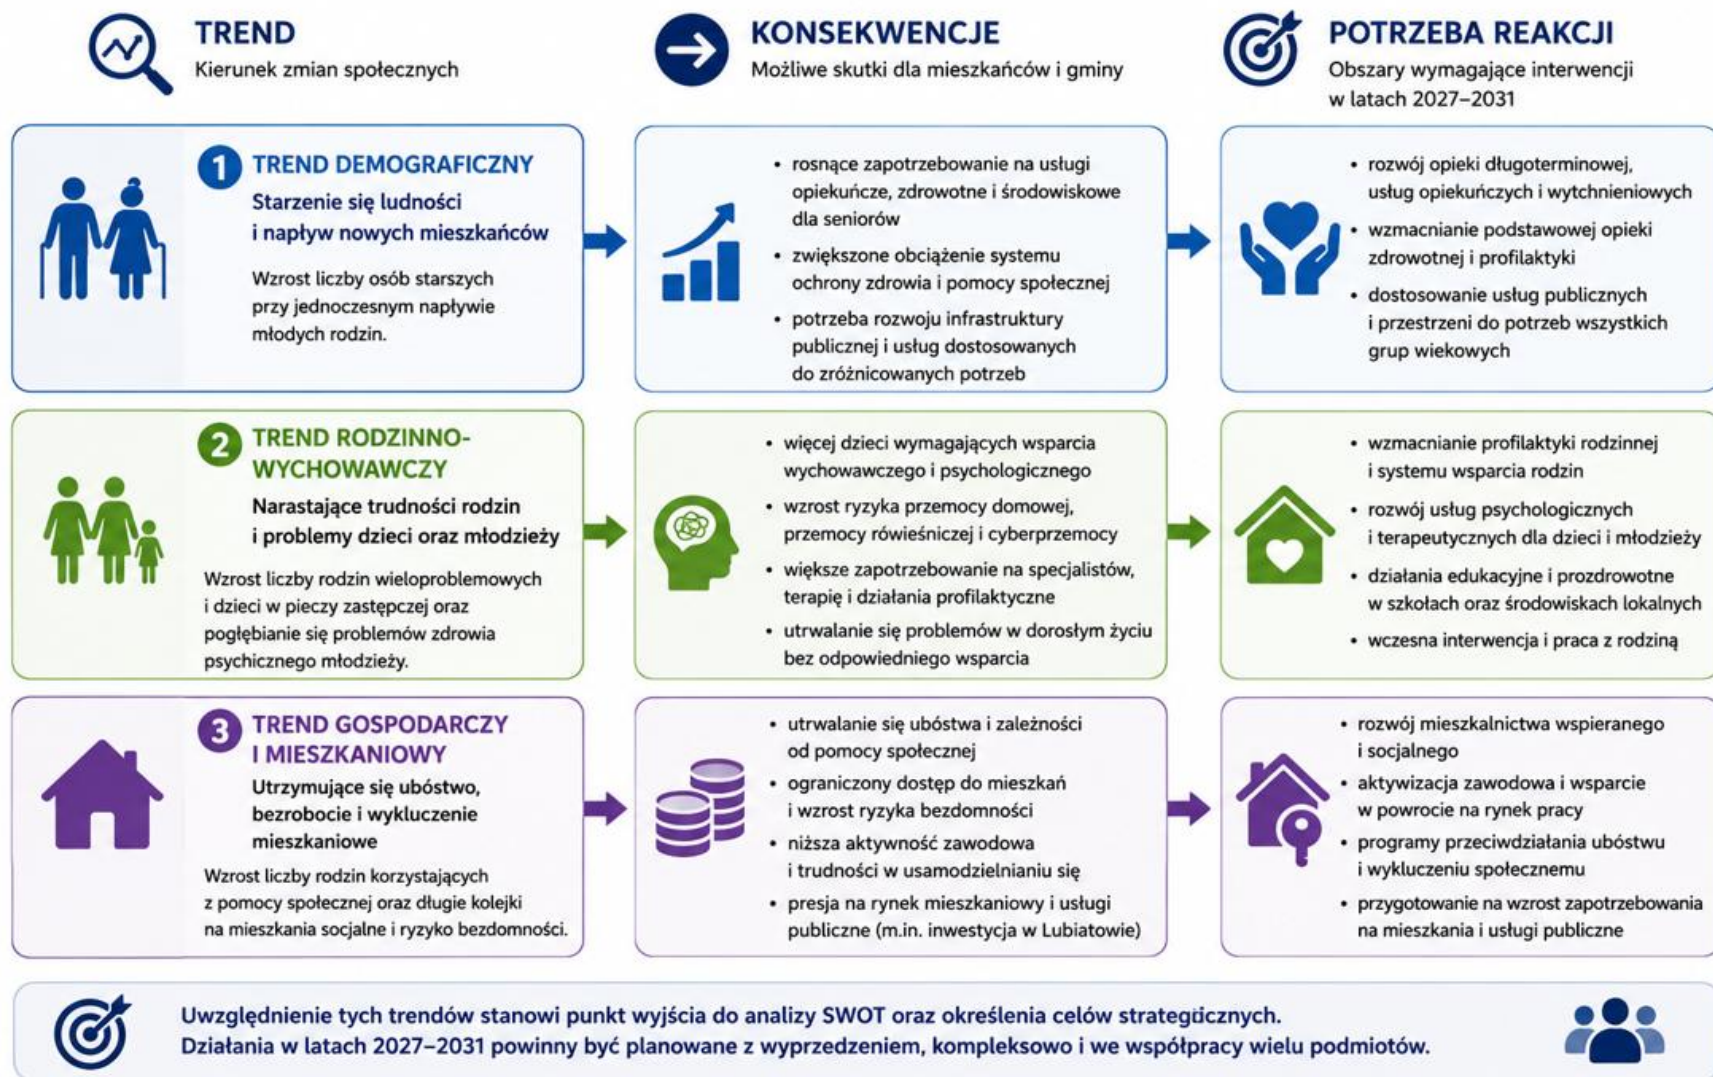 TREND
Kierunek zmian społecznych
KONSEKWENCJE
Możliwe skutki dla mieszkańców i gminy
POTRZEBA REAKCJI
Obszary wymagające interwencji
w latach 2027–2031
1 TREND DEMOGRAFICZNY
Starzenie się ludności
i napływ nowych mieszkańców
Wzrost liczby osób starszych
przy jednoczesnym napływie
młodych rodzin.
• rosnące zapotrzebowanie na usługi
opiekuńcze, zdrowotne i środowiskowe
dla seniorów
• zwiększone obciążenie systemu
ochrony zdrowia i pomocy społecznej
• potrzeba rozwoju infrastruktury
publicznej i usług dostosowanych
do zróżnicowanych potrzeb
• rozwój opieki długoterminowej,
usług opiekuńczych i wytchnieniowych
• wzmacnianie podstawowej opieki
zdrowotnej i profilaktyki
• dostosowanie usług publicznych
i przestrzeni do potrzeb wszystkich
grup wiekowych
2 TREND RODZINNO-
WYCHOWAWCZY
Narastające trudności rodzin
i problemy dzieci oraz młodzieży
Wzrost liczby rodzin wieloproblemowych
i dzieci w pieczy zastępczej oraz
pogłębianie się problemów zdrowia
psychicznego młodzieży.
• więcej dzieci wymagających wsparcia
wychowawczego i psychologicznego
• wzrost ryzyka przemocy domowej,
przemocy rówieśniczej i cyberprzemocy
• większe zapotrzebowanie na specjalistów,
terapię i działania profilaktyczne
• utrwalanie się problemów w dorosłym życiu
bez odpowiedniego wsparcia
• wzmacnianie profilaktyki rodzinnej
i systemu wsparcia rodzin
• rozwój usług psychologicznych
i terapeutycznych dla dzieci i młodzieży
• działania edukacyjne i prozdrowotne
w szkołach oraz środowiskach lokalnych
• wczesna interwencja i praca z rodziną
3 TREND GOSPODARCZY
I MIESZKANIOWY
Utrzymujące się ubóstwo,
bezrobocie i wykluczenie
mieszkaniowe
Wzrost liczby rodzin korzystających
z pomocy społecznej oraz długie kolejki
na mieszkania socjalne i ryzyko bezdomności.
• utrwalanie się ubóstwa i zależności
od pomocy społecznej
• ograniczony dostęp do mieszkań
i wzrost ryzyka bezdomności
• niższa aktywność zawodowa
i trudności w usamodzielnianiu się
• presja na rynek mieszkaniowy i usługi
publiczne (m.in. inwestycja w Lubiatowie)
• rozwój mieszkalnictwa wspieranego
i socjalnego
• aktywizacja zawodowa i wsparcie
w powrocie na rynek pracy
• programy przeciwdziałania ubóstwu
i wykluczeniu społecznemu
• przygotowanie na wzrost zapotrzebowania
na mieszkania i usługi publiczne
Uwzględnienie tych trendów stanowi punkt wyjścia do analizy SWOT oraz określenia celów strategicznych.
Działania w latach 2027–2031 powinny być planowane z wyprzedzeniem, kompleksowo i we współpracy wielu podmiotów.